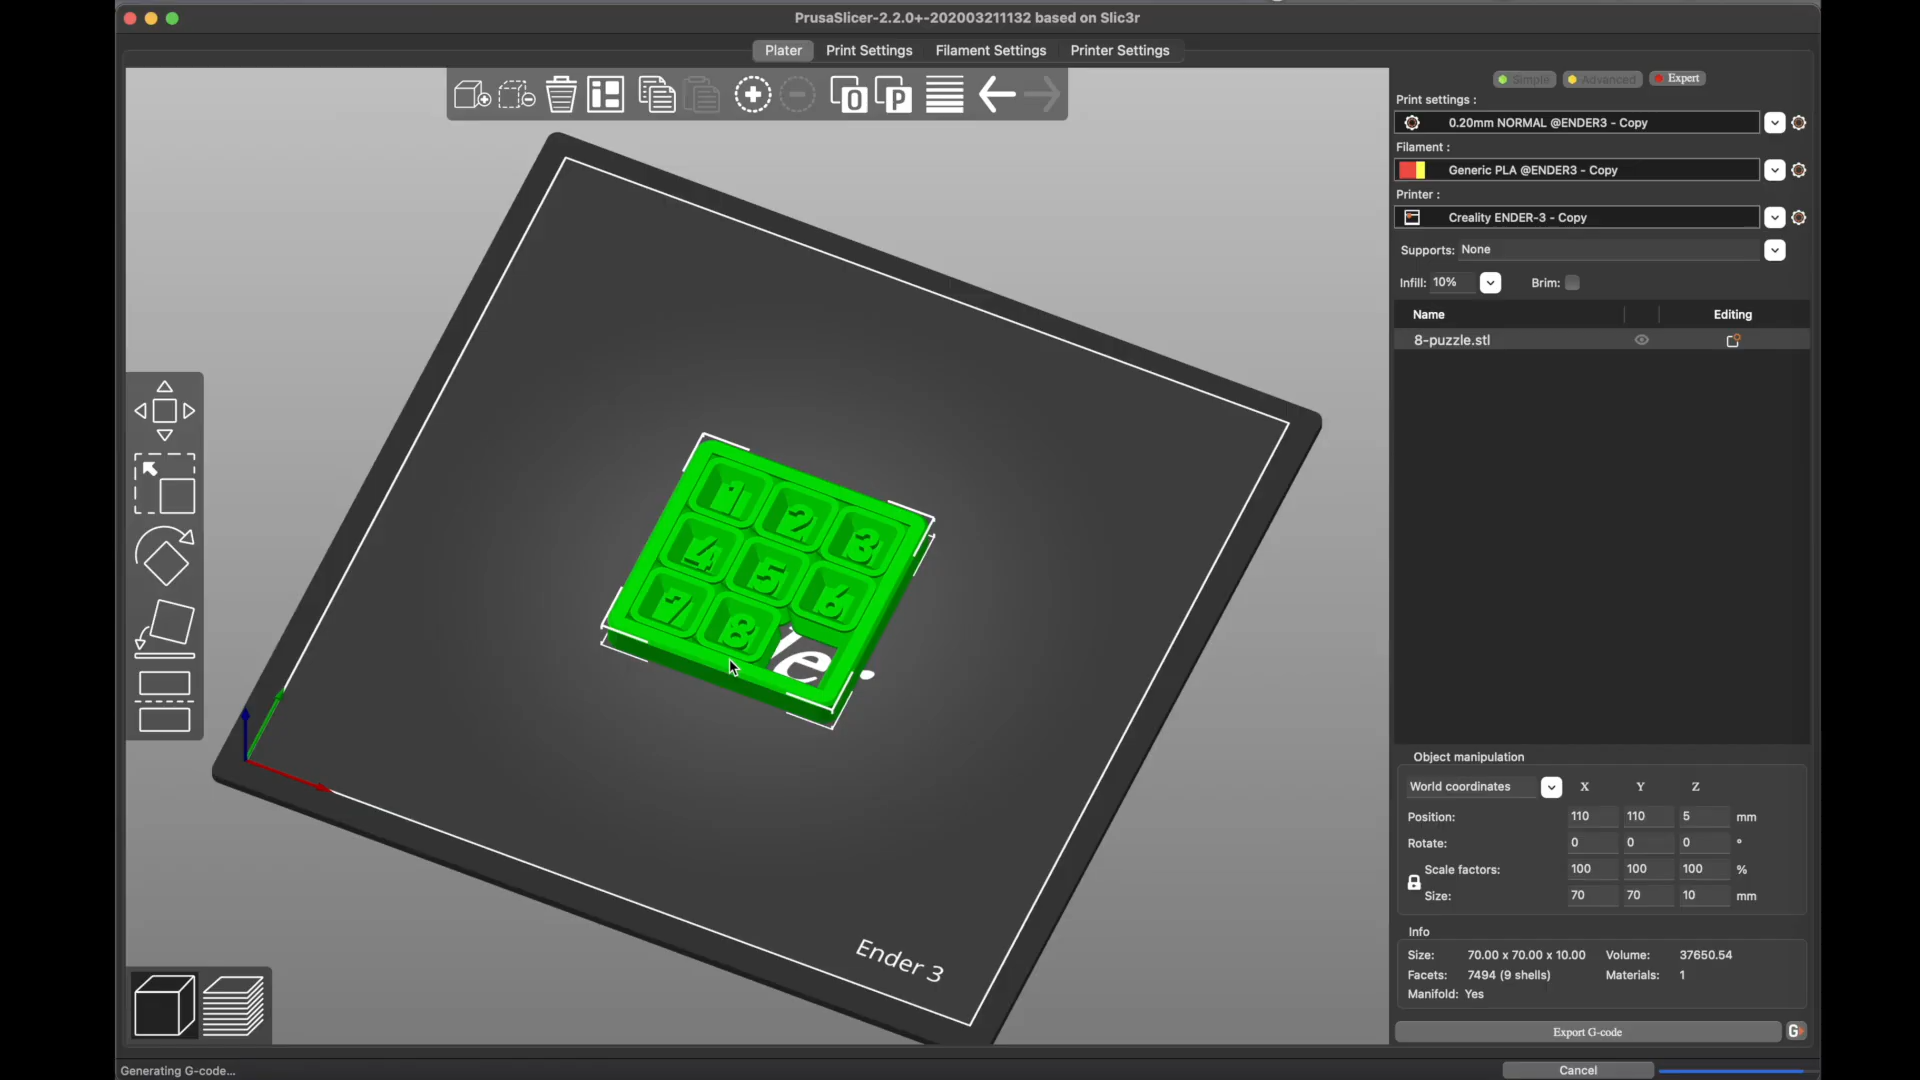 PrusaSlicer-2.2.0+-202003211132 based on Slic3r
Plater Print Settings Filament Settings Printer Settings
Simple Advanced Expert
Print settings :
0.20mm NORMAL @ENDER3 - Copy
Filament :
Generic PLA @ENDER3 - Copy
Printer :
Creality ENDER-3 - Copy
Supports: None
Infill: 10% Brim:
Name Editing
8-puzzle.stl
1 2 3
4 5 6
7 8
Ender 3
Object manipulation
World coordinates X Y Z
Position: 110 110 5 mm
Rotate: 0 0 0 °
Scale factors: 100 100 100 %
Size: 70 70 10 mm
Info
Size: 70.00 x 70.00 x 10.00 Volume: 37650.54
Facets: 7494 (9 shells) Materials: 1
Manifold: Yes
Export G-code G
Generating G-code... Cancel